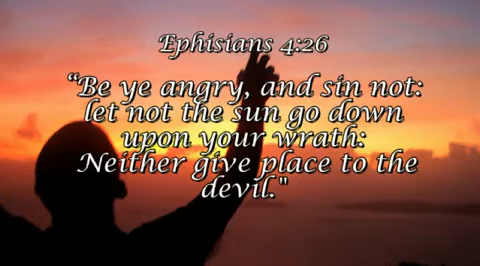 Ephisians 4:26
“Be ye angry, and sin not:
let not the sun go down
upon your wrath:
Neither give place to the
devil."